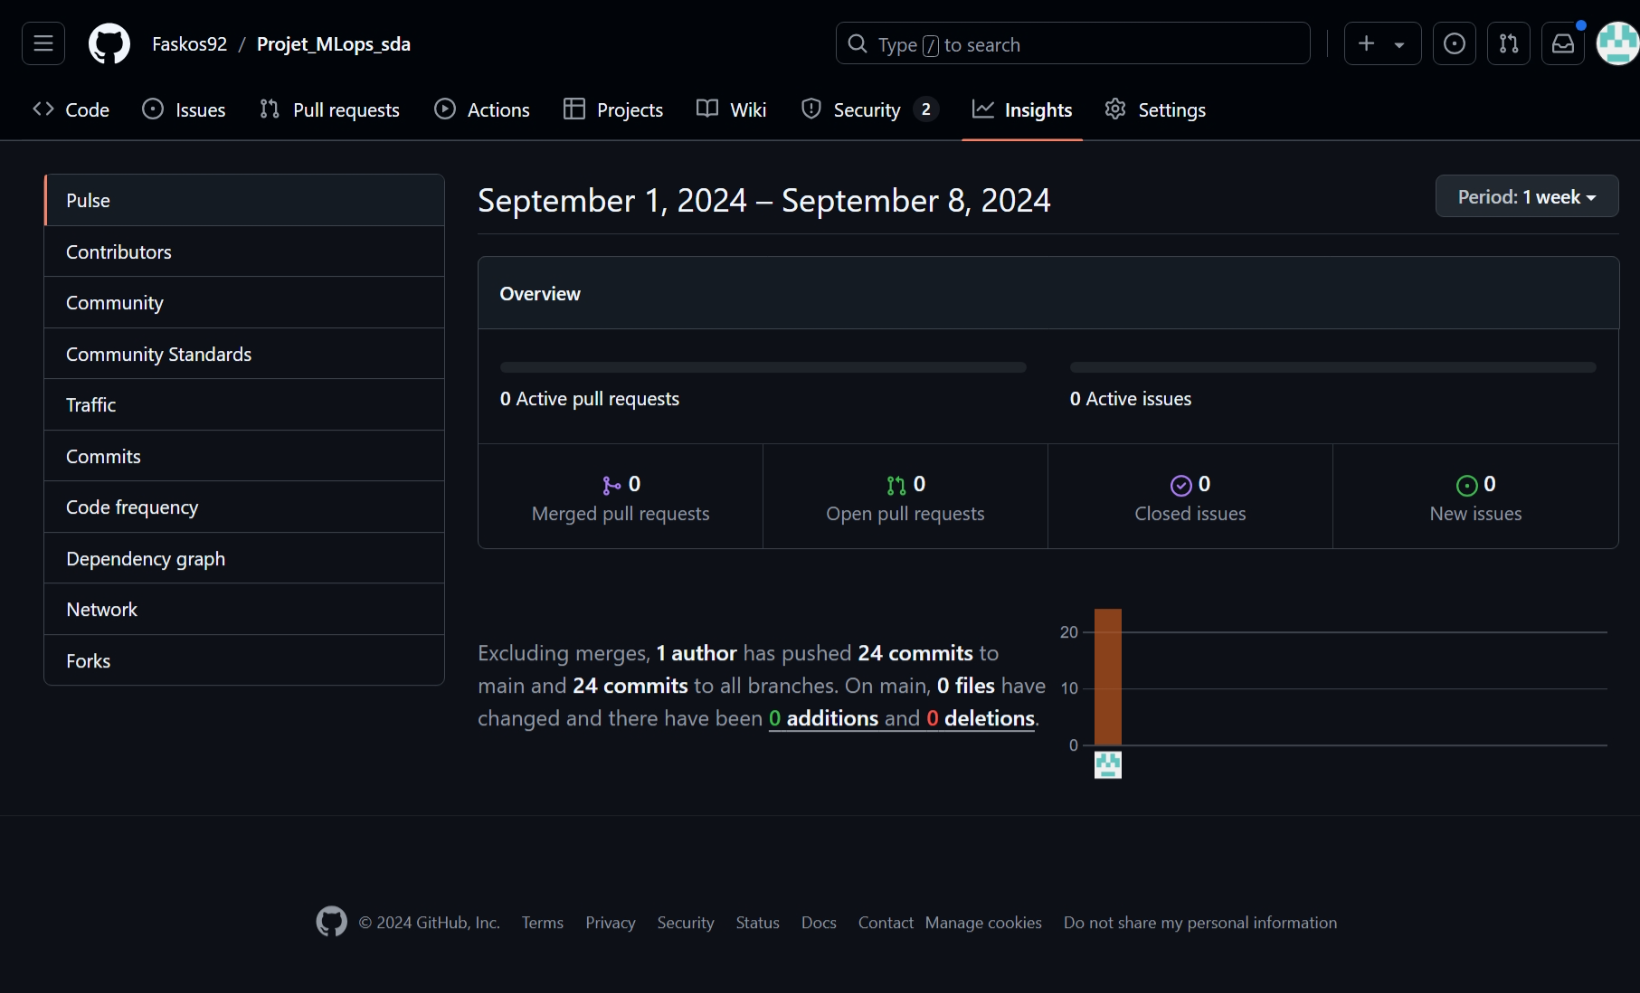 Faskos92 / Projet_MLops_sda
Type / to search
Code
Issues
Pull requests
Actions
Projects
Wiki
Security 2
Insights
Settings
Pulse
Contributors
Community
Community Standards
Traffic
Commits
Code frequency
Dependency graph
Network
Forks
September 1, 2024 – September 8, 2024
Period: 1 week
Overview
0 Active pull requests
0 Active issues
0
Merged pull requests
0
Open pull requests
0
Closed issues
0
New issues
Excluding merges, 1 author has pushed 24 commits to
main and 24 commits to all branches. On main, 0 files have
changed and there have been 0 additions and 0 deletions.
20
10
0
© 2024 GitHub, Inc.
Terms
Privacy
Security
Status
Docs
Contact
Manage cookies
Do not share my personal information